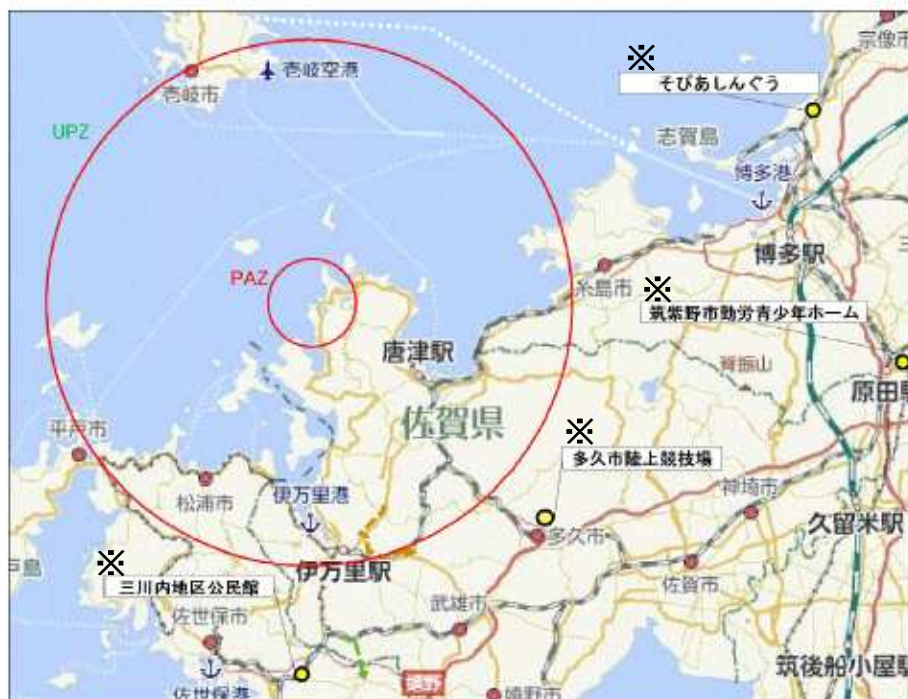 宗像市
※
そぴあしんぐう
壱岐空港
壱岐市
UPZ
志賀島
博多港
博多駅
PAZ
糸島市
※
筑紫野市勤労青少年ホーム
唐津駅
脊振山
原田駅
佐賀県
※
平戸市
多久市陸上競技場
松浦市
伊万里港
神埼市
多久市
久留米駅
※
伊万里駅
三川内地区公民館
佐賀市
佐世保市
武雄市
筑後船小屋駅
嬉野
佐世保港
嬉野市